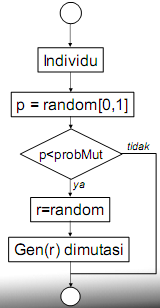 Individu
p = random[0,1]
p<probMut
tidak
ya
r=random
Gen(r) dimutasi